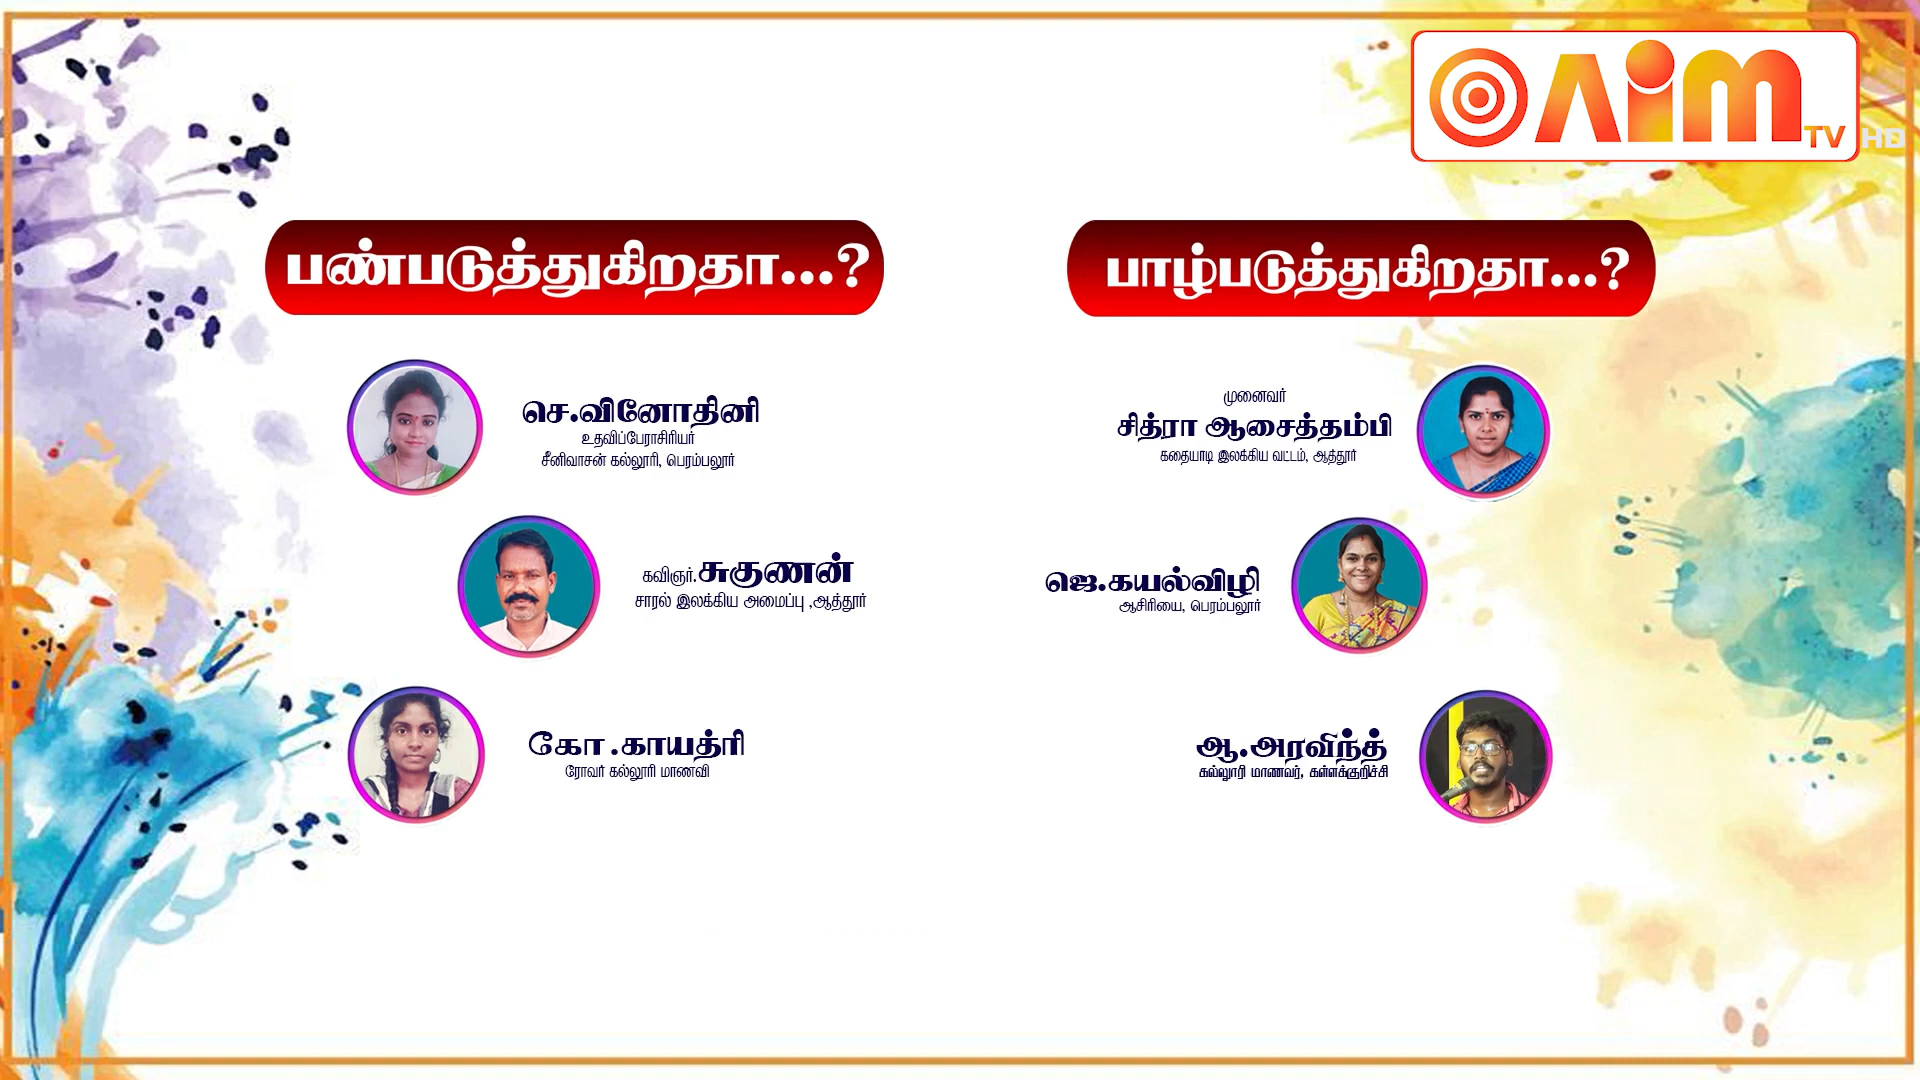 AIM TV HD
பண்படுத்துகிறதா...?
செ.வினோதினி
உதவிப்பேராசிரியர்
சீனிவாசன் கல்லூரி, பெரம்பலூர்
கவிஞர்.சுகுணன்
சாரல் இலக்கிய அமைப்பு ,ஆத்தூர்
கோ.காயத்ரி
ரோவர் கல்லூரி மாணவி
பாழ்படுத்துகிறதா...?
முனைவர்
சித்ரா ஆசைத்தம்பி
கதையாடி இலக்கிய வட்டம், ஆத்தூர்
ஜெ.கயல்விழி
ஆசிரியை, பெரம்பலூர்
ஆ.அரவிந்த்
கல்லூரி மாணவர், கள்ளக்குறிச்சி